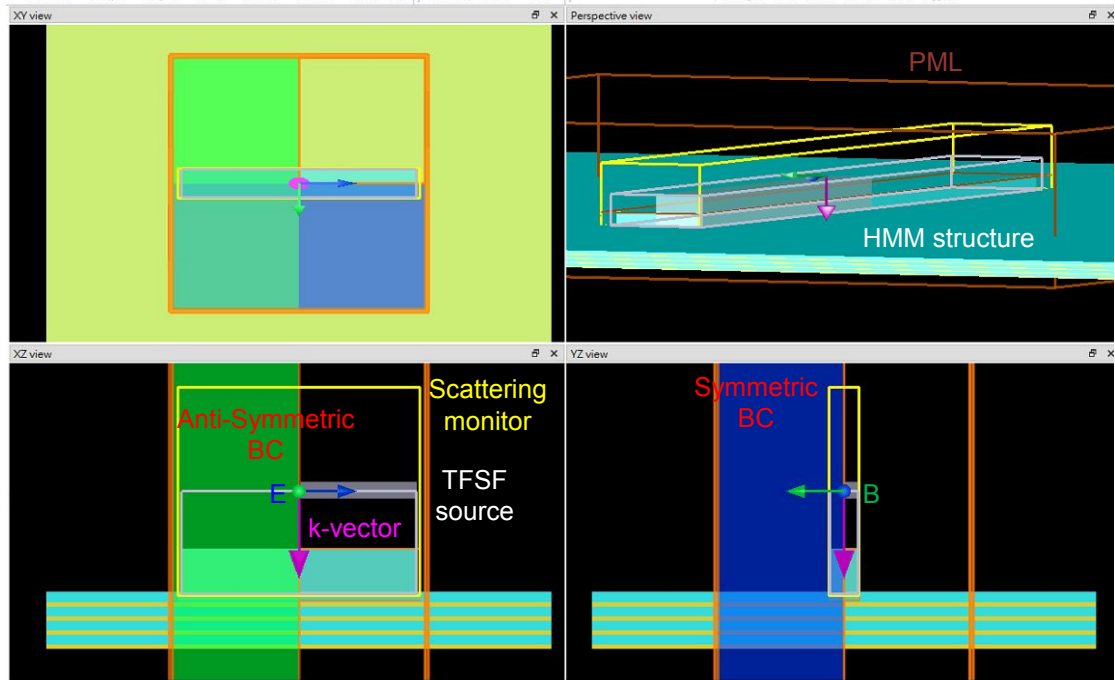 XY view
Perspective view
PML
HMM structure
XZ view
YZ view
Anti-Symmetric
BC
Scattering
monitor
E
TFSF
source
k-vector
Symmetric
BC
B